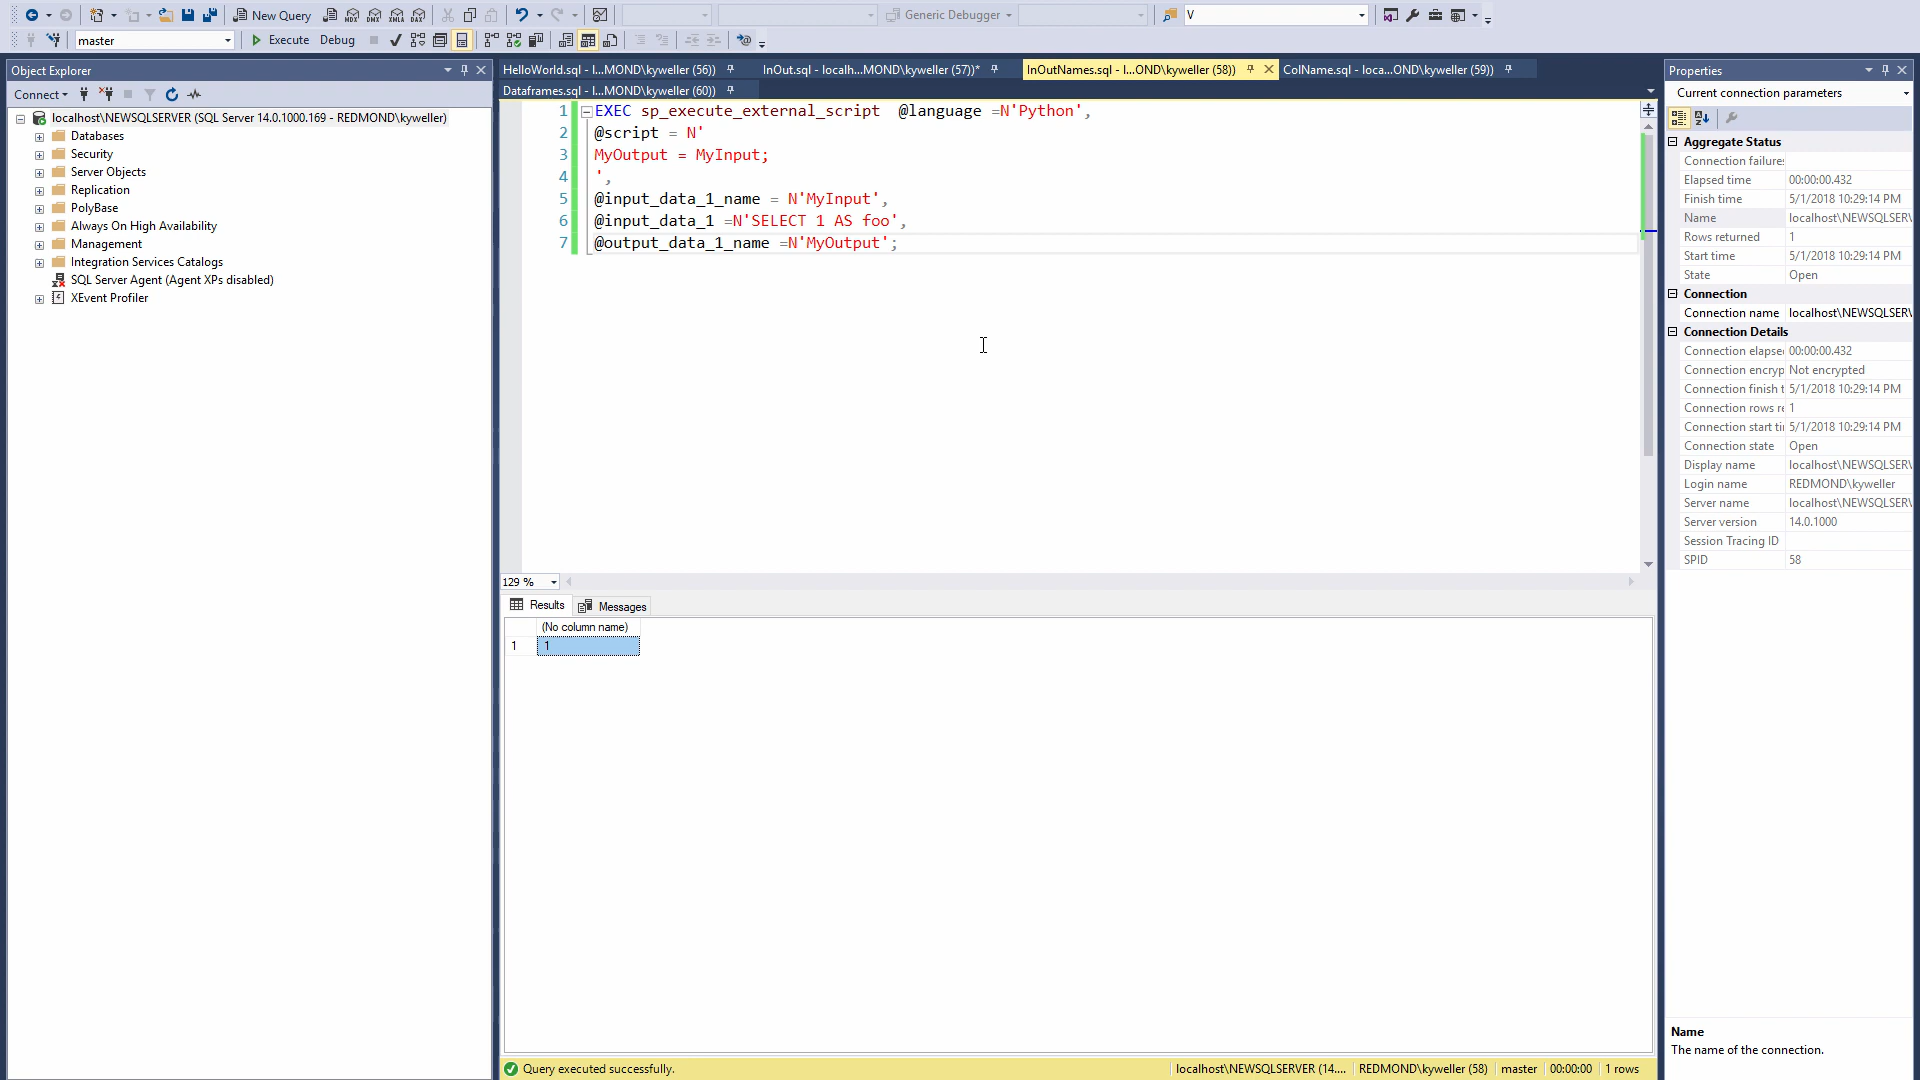 New Query
MDX
DMX
XMLA
DAX
Generic Debugger
V
master
Execute
Debug
Object Explorer
Connect
localhost\NEWSQLSERVER (SQL Server 14.0.1000.169 - REDMOND\kyweller)
Databases
Security
Server Objects
Replication
PolyBase
Always On High Availability
Management
Integration Services Catalogs
SQL Server Agent (Agent XPs disabled)
XEvent Profiler
HelloWorld.sql - l...MOND\kyweller (56))
InOut.sql - localh...MOND\kyweller (57))*
InOutNames.sql - l...OND\kyweller (58))
ColName.sql - loca...OND\kyweller (59))
Dataframes.sql - l...MOND\kyweller (60))
1 EXEC sp_execute_external_script  @language =N'Python',
2 @script = N'
3 MyOutput = MyInput;
4 ',
5 @input_data_1_name = N'MyInput',
6 @input_data_1 =N'SELECT 1 AS foo',
7 @output_data_1_name =N'MyOutput';
129 %
Results
Messages
(No column name)
1 1
Query executed successfully.
localhost\NEWSQLSERVER (14....
REDMOND\kyweller (58)
master
00:00:00
1 rows
Properties
Current connection parameters
Aggregate Status
Connection failures
Elapsed time 00:00:00.432
Finish time 5/1/2018 10:29:14 PM
Name localhost\NEWSQLSERV
Rows returned 1
Start time 5/1/2018 10:29:14 PM
State Open
Connection
Connection name localhost\NEWSQLSERV
Connection Details
Connection elapse 00:00:00.432
Connection encryp Not encrypted
Connection finish t 5/1/2018 10:29:14 PM
Connection rows re 1
Connection start ti 5/1/2018 10:29:14 PM
Connection state Open
Display name localhost\NEWSQLSERV
Login name REDMOND\kyweller
Server name localhost\NEWSQLSERV
Server version 14.0.1000
Session Tracing ID
SPID 58
Name
The name of the connection.